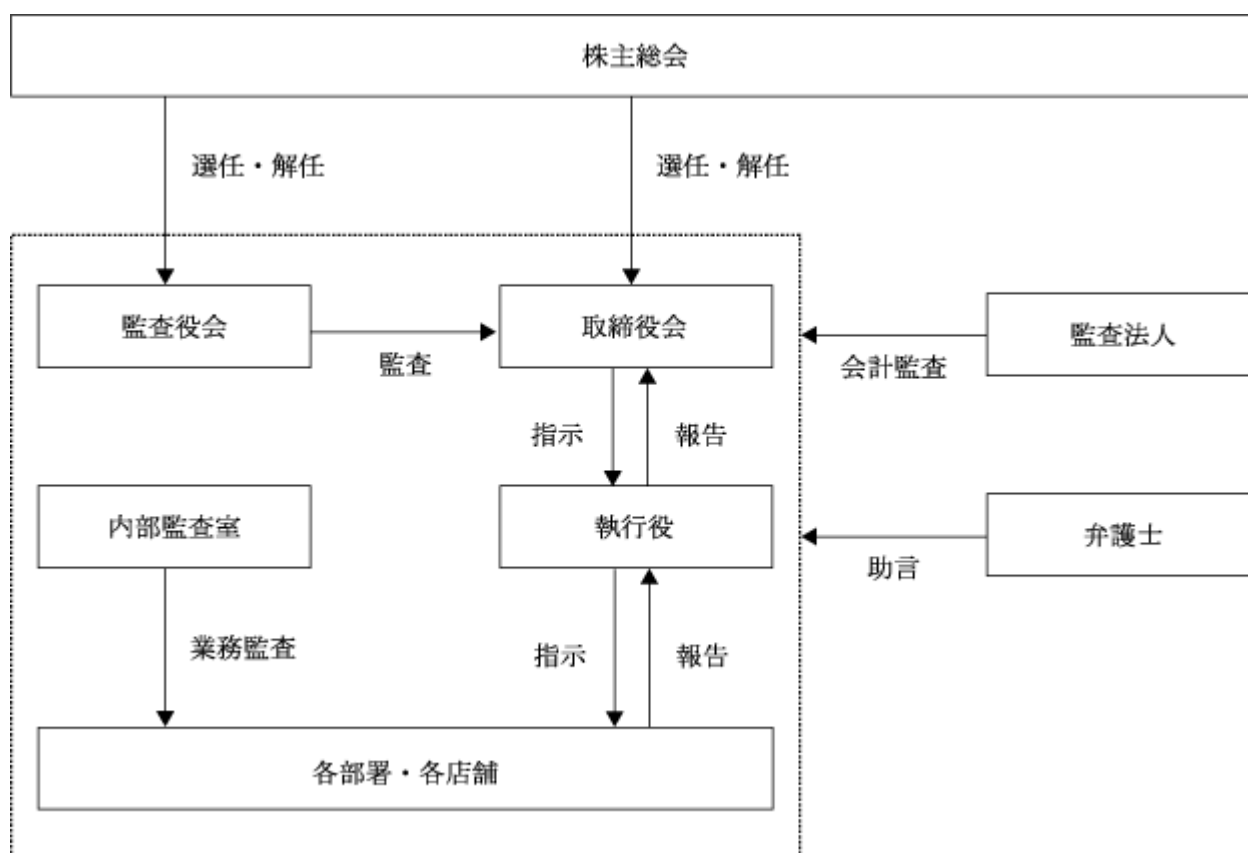 株主総会
選任・解任
選任・解任
監査役会
監査
取締役会
会計監査
監査法人
指示
報告
内部監査室
執行役
助言
弁護士
業務監査
指示
報告
各部署・各店舗